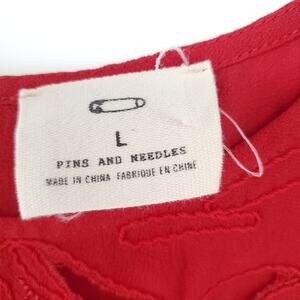 L
PINS AND NEEDLES
MADE IN CHINA FABRIQUE EN CHINE